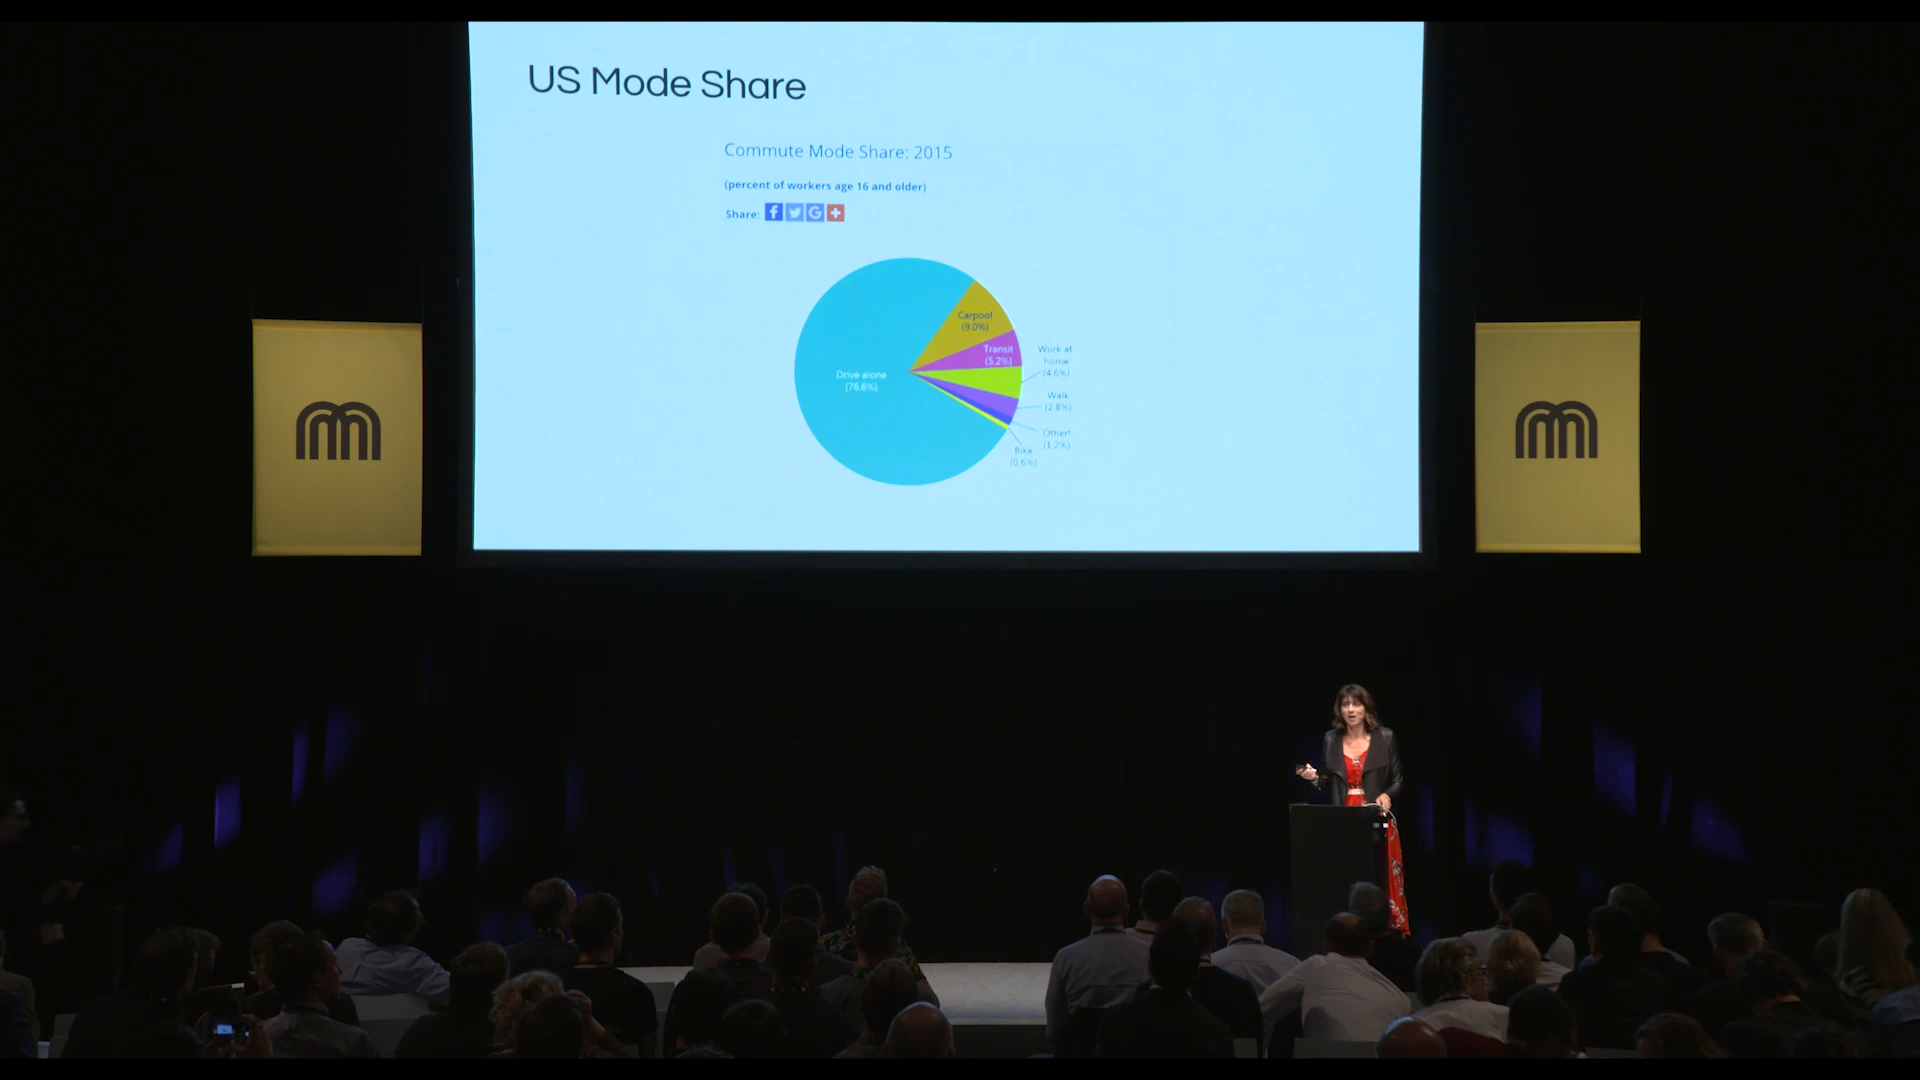 US Mode Share
Commute Mode Share: 2015
(percent of workers age 16 and older)
Share:
Carpool
(9.0%)
Transit
(5.2%)
Work at
home
(4.6%)
Drive alone
(76.6%)
Walk
(2.8%)
Other*
(1.2%)
Bike
(0.6%)